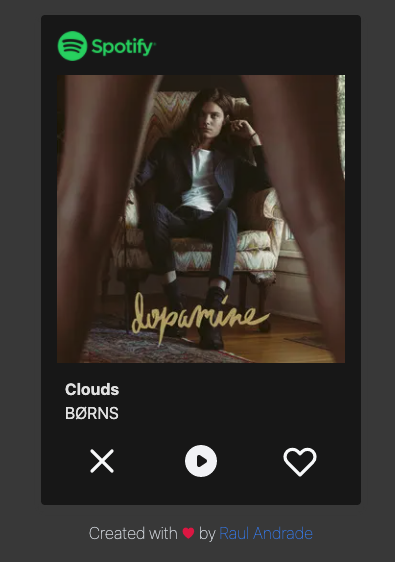 Spotify
dopamine
Clouds
BØRNS
Created with ♥ by Raul Andrade